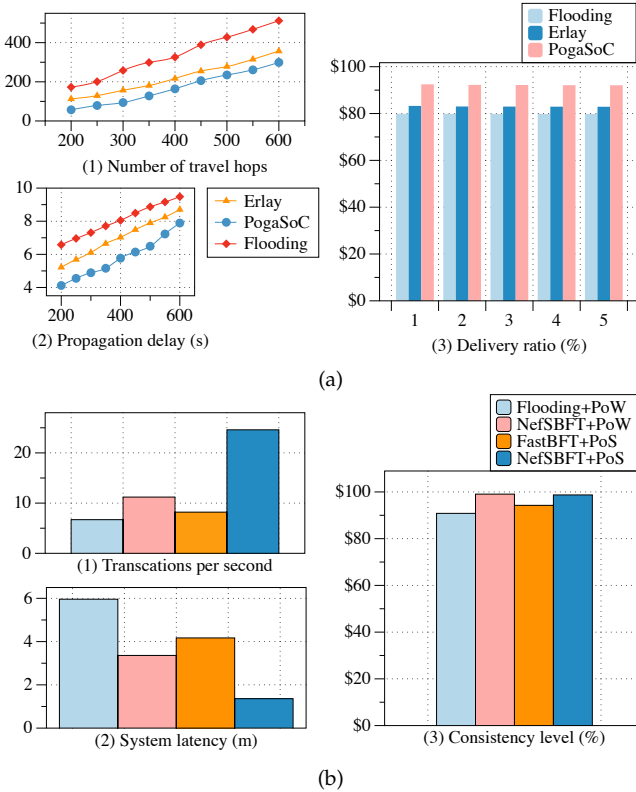 400
200
0
200
300
400
500
600
(1) Number of travel hops
10
8
6
4
200
400
600
(2) Propagation delay (s)
Erlay
PogaSoC
Flooding
Flooding
Erlay
PogaSoC
$100
$80
$60
$40
$20
$0
1
2
3
4
5
(3) Delivery ratio (%)
(a)
20
10
0
(1) Transcations per second
6
4
2
0
(2) System latency (m)
Flooding+PoW
NefSBFT+PoW
FastBFT+PoS
NefSBFT+PoS
$100
$80
$60
$40
$20
$0
(3) Consistency level (%)
(b)